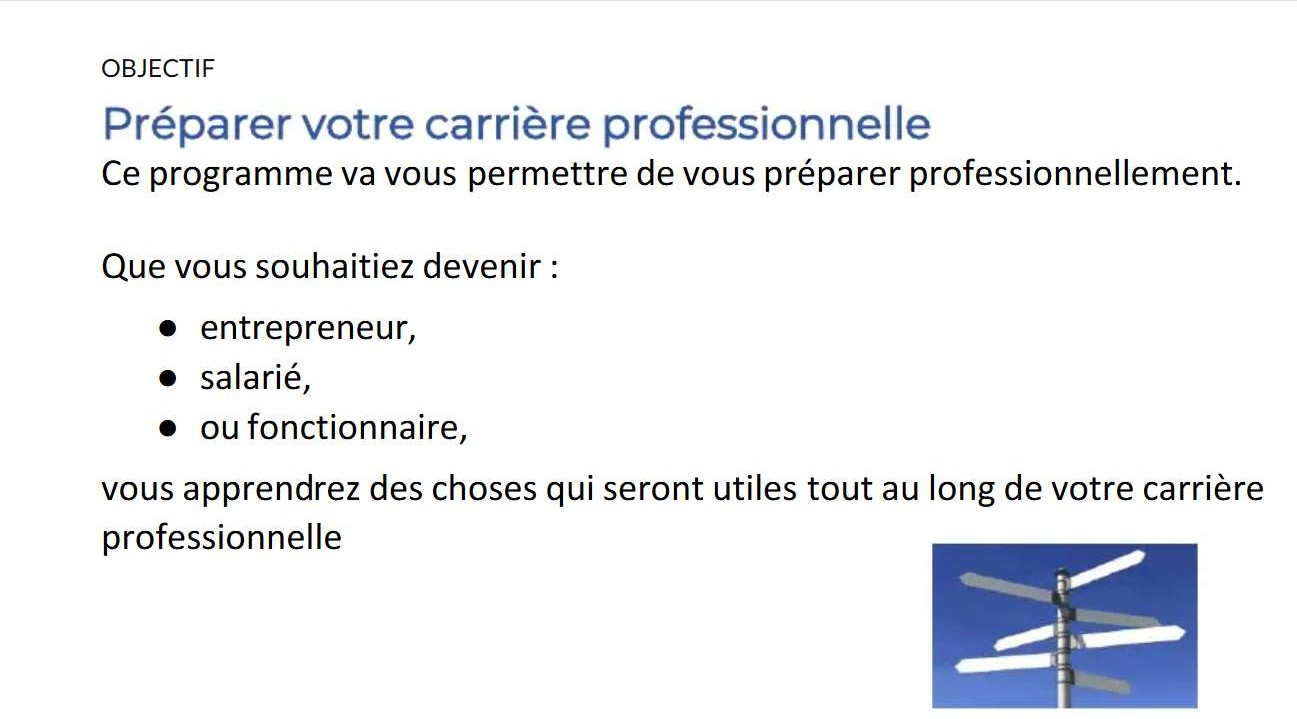 OBJECTIF
Préparer votre carrière professionnelle
Ce programme va vous permettre de vous préparer professionnellement.
Que vous souhaitiez devenir :
● entrepreneur,
● salarié,
● ou fonctionnaire,
vous apprendrez des choses qui seront utiles tout au long de votre carrière
professionnelle